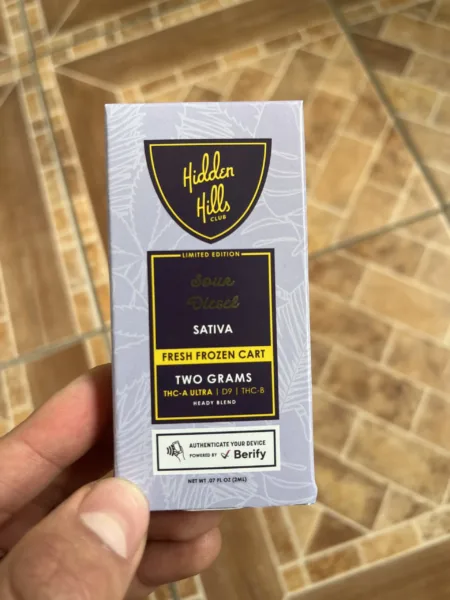 Hidden
Hills
CLUB
LIMITED EDITION
Sour
Diesel
SATIVA
FRESH FROZEN CART
TWO GRAMS
THC-A ULTRA | D9 | THC-B
HEADY BLEND
AUTHENTICATE YOUR DEVICE
POWERED BY Berify
NET WT .07 FL OZ (2ML)